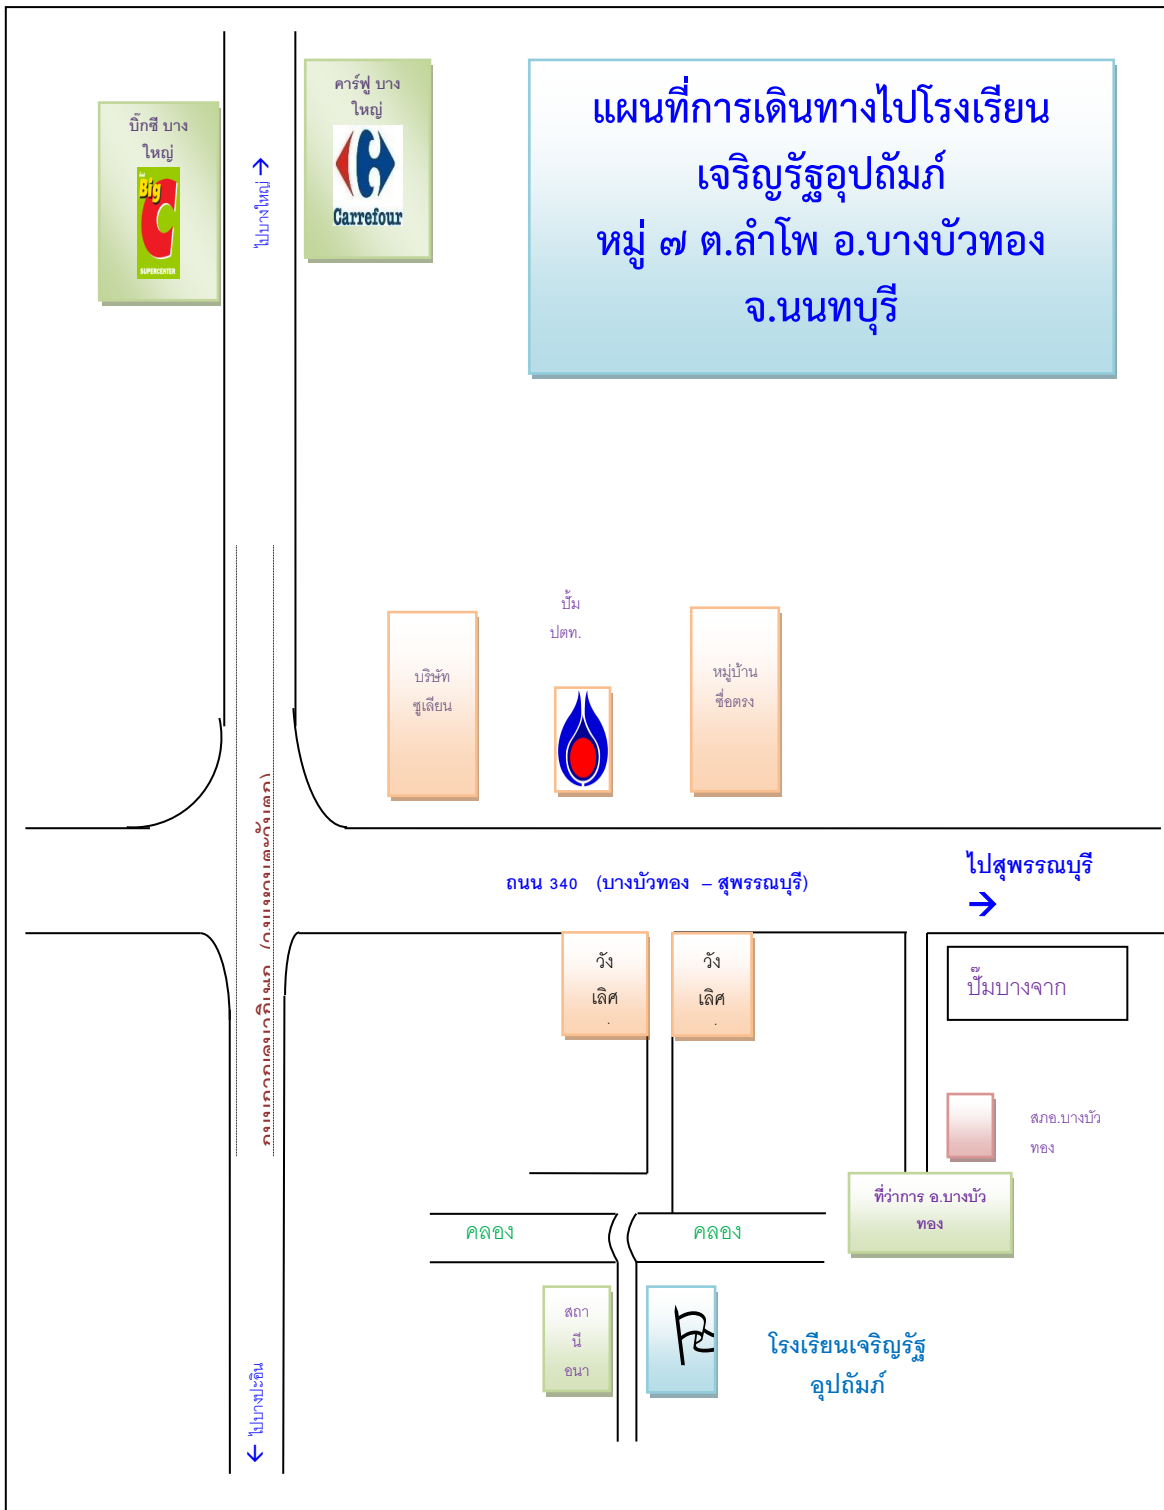 คาร์ฟู บาง
ใหญ่
Carrefour
บิ๊กซี บาง
ใหญ่
Big
C
SUPERCENTER
ไปบางใหญ่ →
แผนที่การเดินทางไปโรงเรียน
เจริญรัฐอุปถัมภ์
หมู่ ๗ ต.ลำโพ อ.บางบัวทอง
จ.นนทบุรี
บริษัท
ซูเลียน
ปั้ม
ปตท.
หมู่บ้าน
ซื่อตรง
ถนน 340 (บางบัวทอง – สุพรรณบุรี)
ไปสุพรรณบุรี
→
วัง
เลิศ
วัง
เลิศ
ปั๊มบางจาก
สภอ.บางบัว
ทอง
ที่ว่าการ อ.บางบัว
ทอง
คลอง
คลอง
สถา
นี
อนา
โรงเรียนเจริญรัฐ
อุปถัมภ์
← ไปบางปะอิน